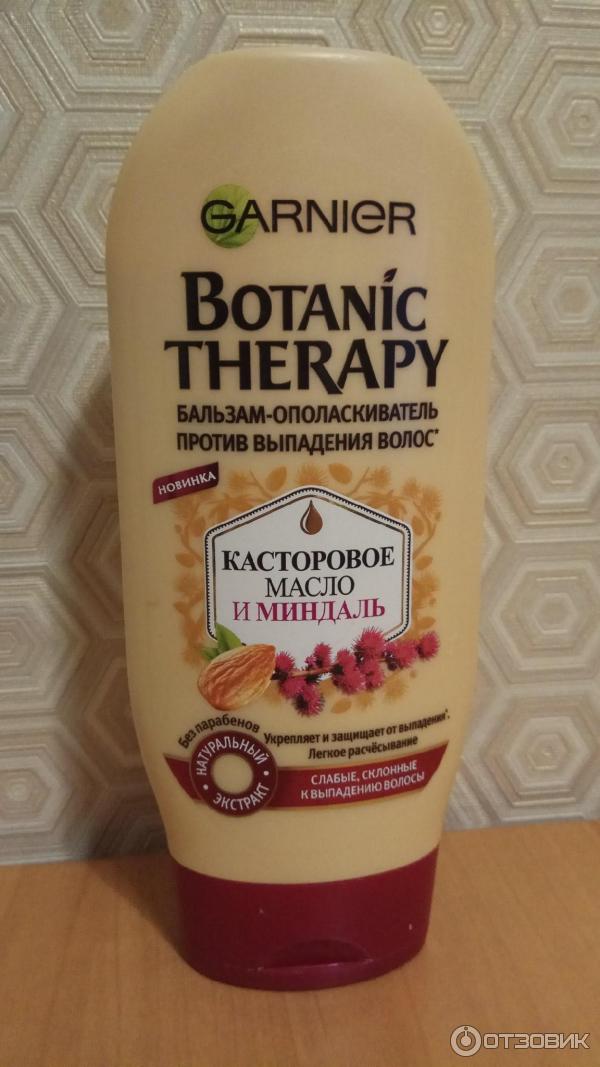 GARNIER
BOTANIC
THERAPY
БАЛЬЗАМ-ОПОЛАСКИВАТЕЛЬ
ПРОТИВ ВЫПАДЕНИЯ ВОЛОС*
НОВИНКА
КАСТОРОВОЕ
МАСЛО
И МИНДАЛЬ
Без парабенов
Укрепляет и защищает от выпадения*.
Легкое расчёсывание
НАТУРАЛЬНЫЙ
ЭКСТРАКТ
СЛАБЫЕ, СКЛОННЫЕ
К ВЫПАДЕНИЮ ВОЛОСЫ
ОТЗОВИК